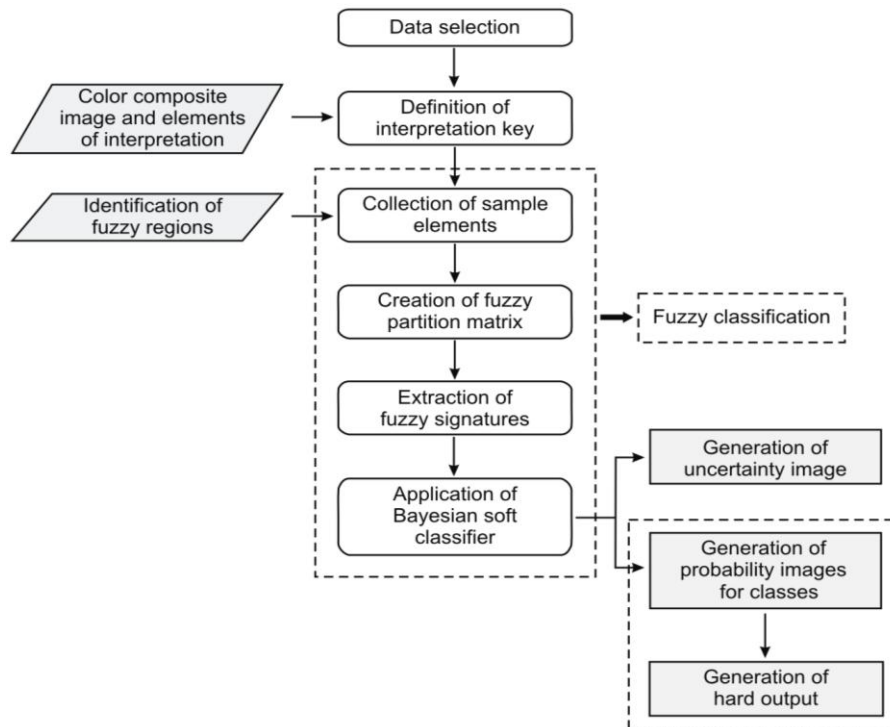 Data selection
Color composite
image and elements
of interpretation
Definition of
interpretation key
Identification of
fuzzy regions
Collection of sample
elements
Creation of fuzzy
partition matrix
Fuzzy classification
Extraction of
fuzzy signatures
Application of
Bayesian soft
classifier
Generation of
uncertainty image
Generation of
probability images
for classes
Generation of
hard output